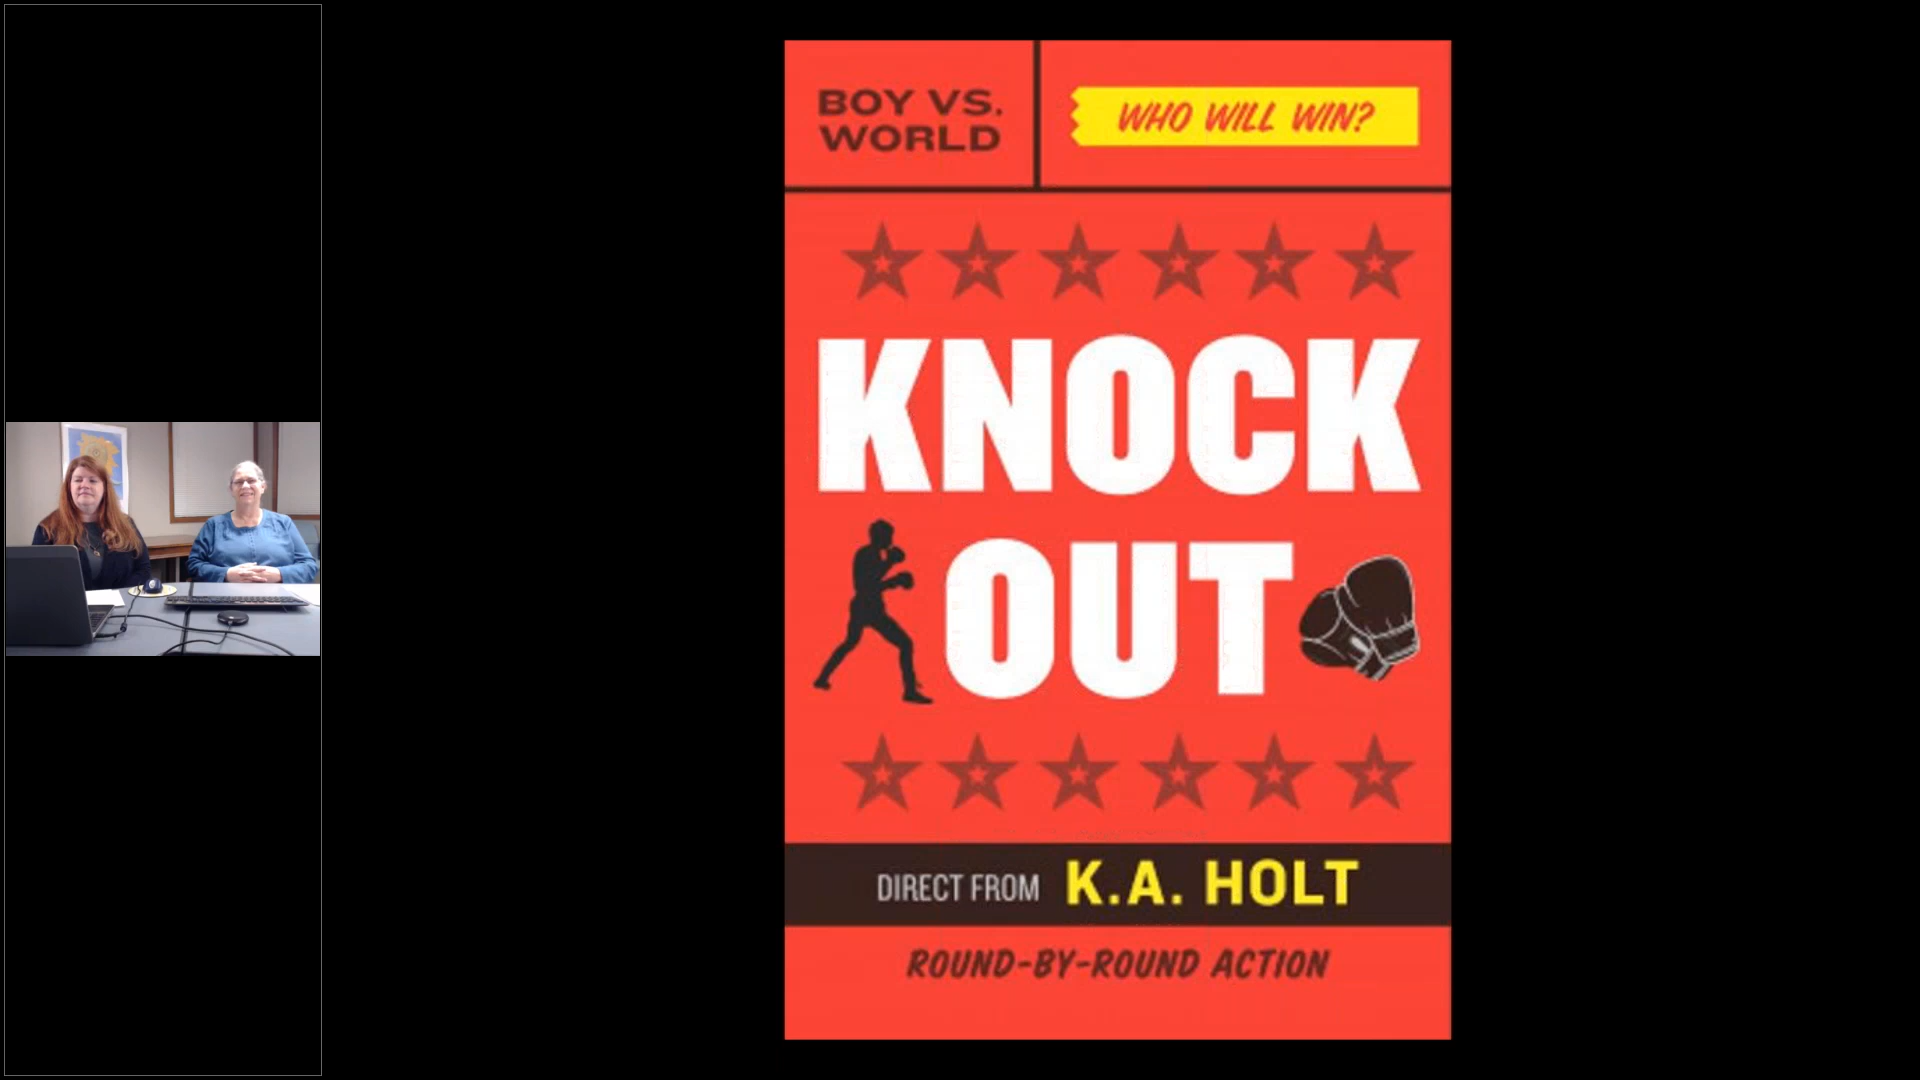 BOY VS.
WORLD
WHO WILL WIN?
KNOCK
OUT
DIRECT FROM K.A. HOLT
ROUND-BY-ROUND ACTION